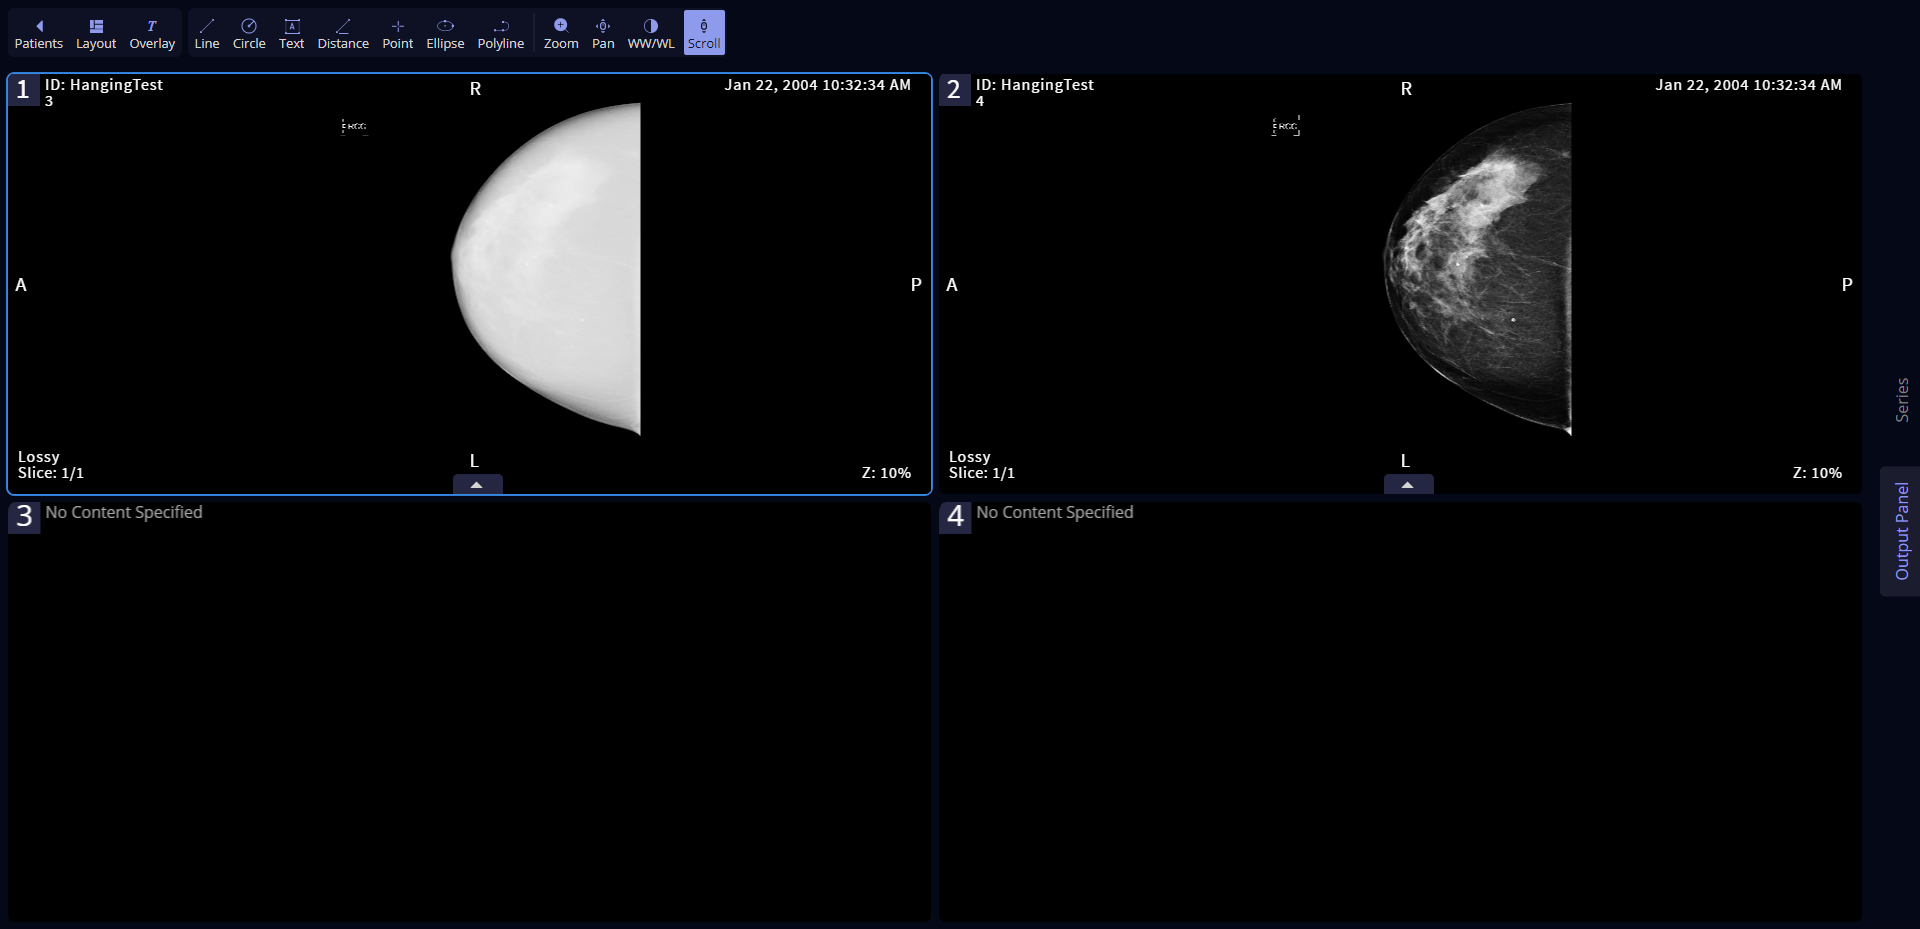 Patients Layout Overlay Line Circle Text Distance Point Ellipse Polyline Zoom Pan WW/WL Scroll
1 ID: HangingTest
3
R
Jan 22, 2004 10:32:34 AM
A
P
Lossy
Slice: 1/1
L
Z: 10%
2 ID: HangingTest
4
R
Jan 22, 2004 10:32:34 AM
RCC
A
P
Lossy
Slice: 1/1
L
Z: 10%
3 No Content Specified
4 No Content Specified
Series
Output Panel